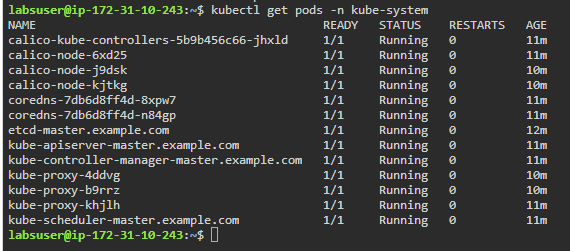 labsuser@ip-172-31-10-243:~$ kubectl get pods -n kube-system
NAME READY STATUS RESTARTS AGE
calico-kube-controllers-5b9b456c66-jhxld 1/1 Running 0 11m
calico-node-6xd25 1/1 Running 0 11m
calico-node-j9dsk 1/1 Running 0 10m
calico-node-kjtkg 1/1 Running 0 10m
coredns-7db6d8ff4d-8xpw7 1/1 Running 0 11m
coredns-7db6d8ff4d-n84gp 1/1 Running 0 11m
etcd-master.example.com 1/1 Running 0 12m
kube-apiserver-master.example.com 1/1 Running 0 11m
kube-controller-manager-master.example.com 1/1 Running 0 11m
kube-proxy-4ddvg 1/1 Running 0 10m
kube-proxy-b9rrz 1/1 Running 0 10m
kube-proxy-khjlh 1/1 Running 0 11m
kube-scheduler-master.example.com 1/1 Running 0 11m
labsuser@ip-172-31-10-243:~$